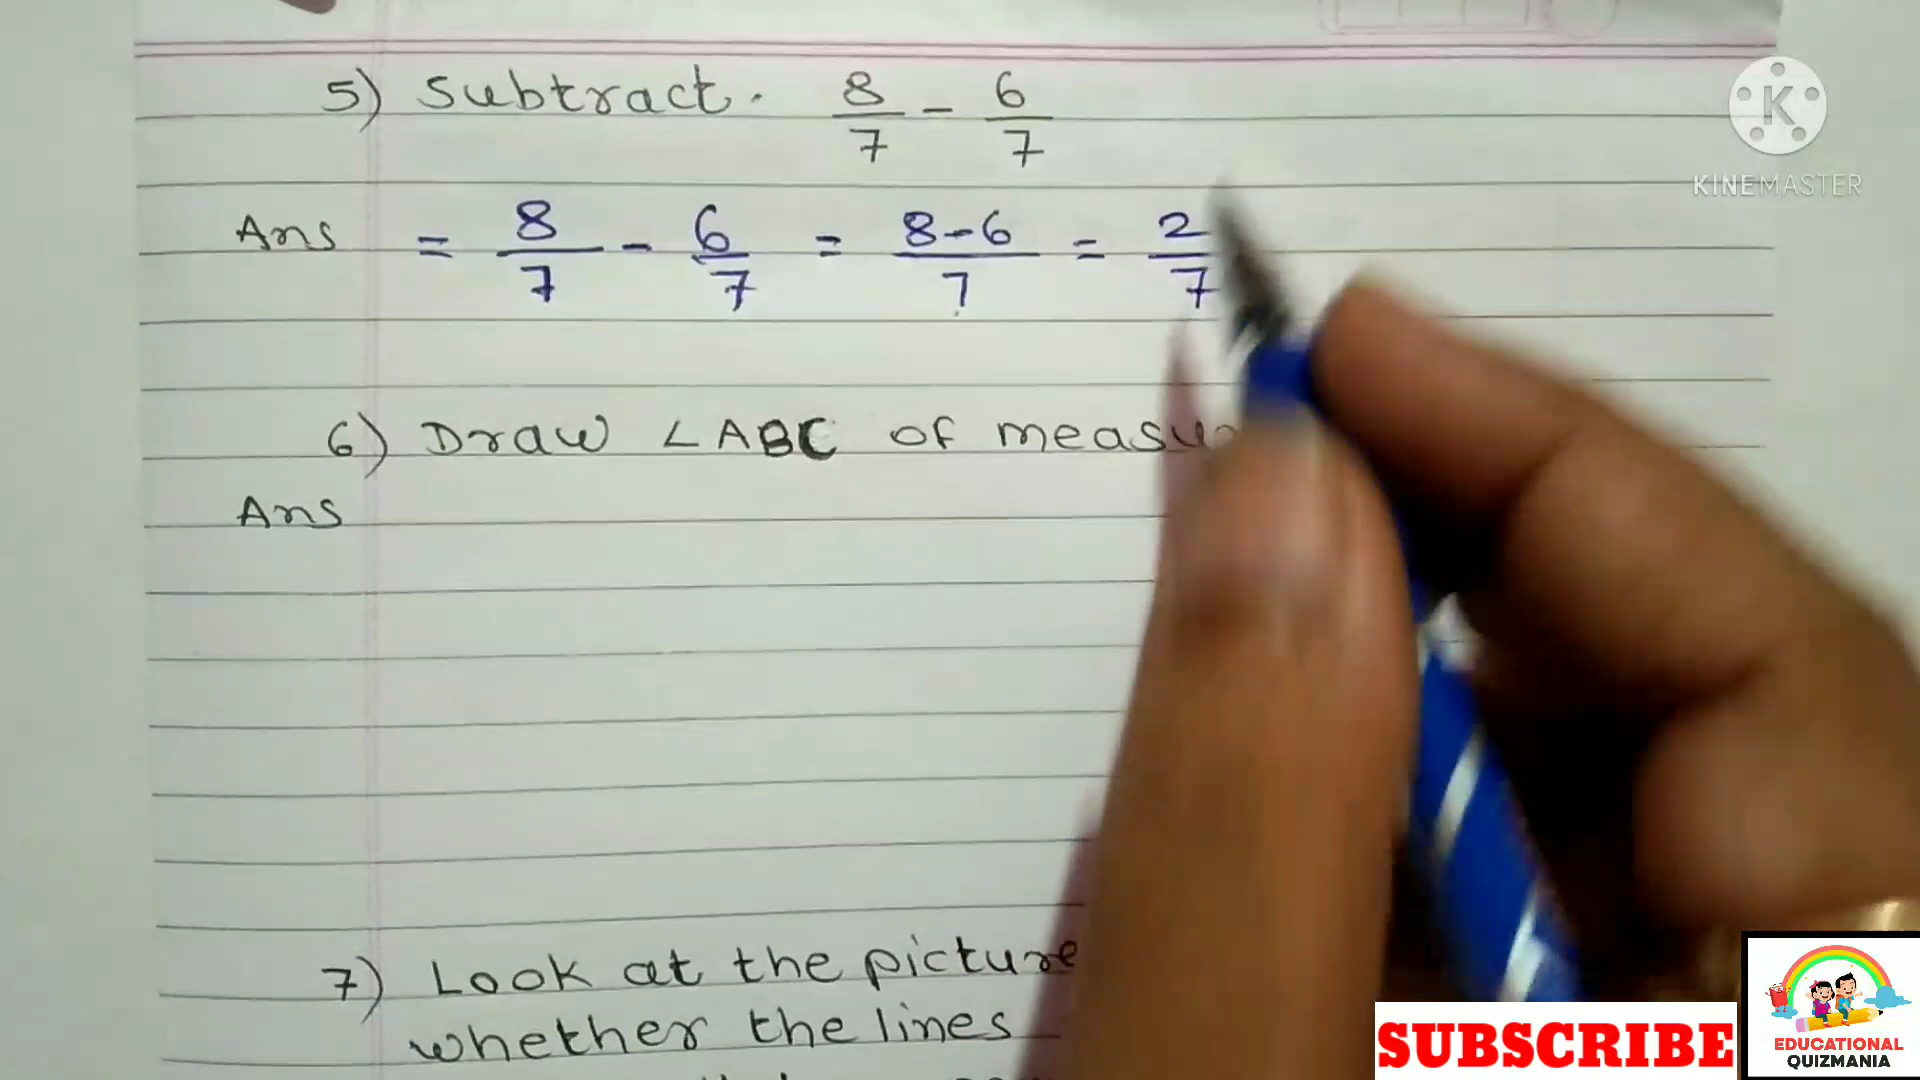 5) Subtract. 8/7 - 6/7
Ans = 8/7 - 6/7 = 8-6/7 = 2/7
6) Draw ∠ABC of
Ans
7) Look at the picture
whether the lines
KINEMASTER
SUBSCRIBE
EDUCATIONAL
QUIZMANIA